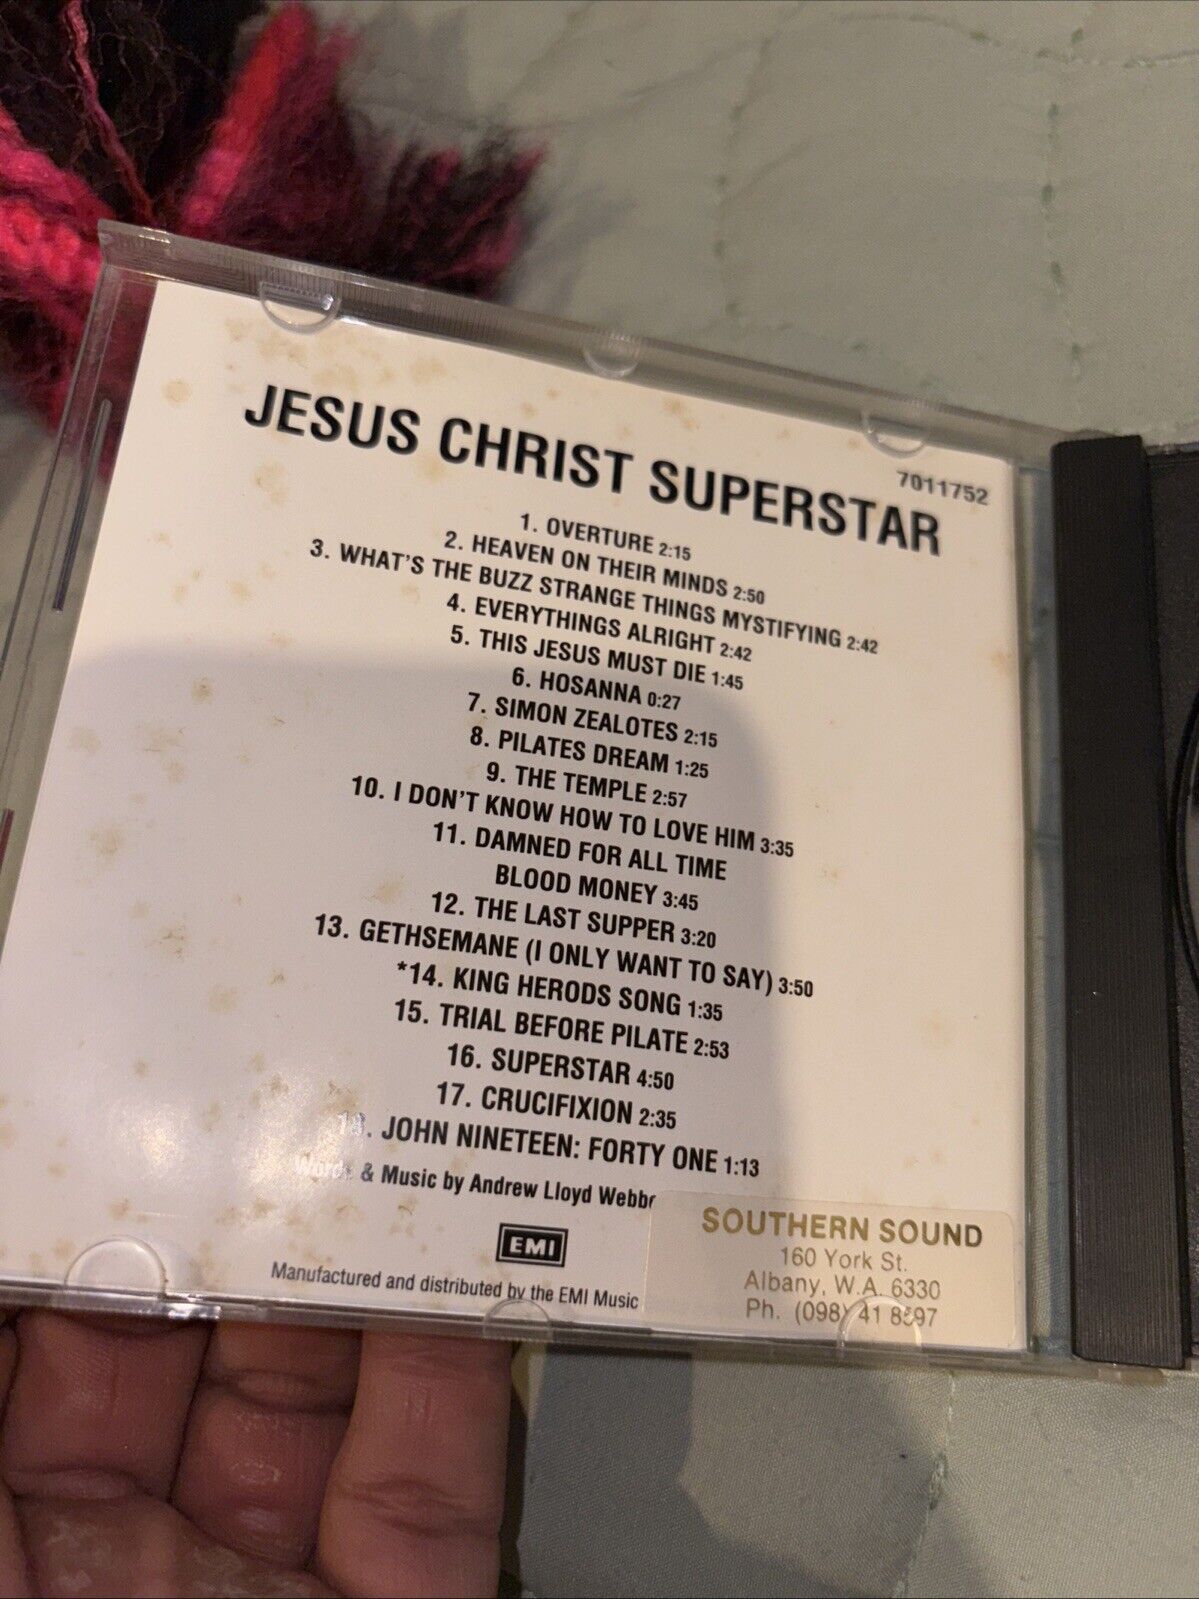 JESUS CHRIST SUPERSTAR
7011752
1. OVERTURE 2:15
2. HEAVEN ON THEIR MINDS 2:50
3. WHAT'S THE BUZZ STRANGE THINGS MYSTIFYING 2:42
4. EVERYTHINGS ALRIGHT 2:42
5. THIS JESUS MUST DIE 1:45
6. HOSANNA 0:27
7. SIMON ZEALOTES 2:15
8. PILATES DREAM 1:25
9. THE TEMPLE 2:57
10. I DON'T KNOW HOW TO LOVE HIM 3:35
11. DAMNED FOR ALL TIME
BLOOD MONEY 3:45
12. THE LAST SUPPER 3:20
13. GETHSEMANE (I ONLY WANT TO SAY) 3:50
*14. KING HERODS SONG 1:35
15. TRIAL BEFORE PILATE 2:53
16. SUPERSTAR 4:50
17. CRUCIFIXION 2:35
JOHN NINETEEN: FORTY ONE 1:13
Words & Music by Andrew Lloyd
EMI
Manufactured and distributed by the EMI Music
SOUTHERN SOUND
160 York St.
Albany, W.A. 6330
Ph. (098) 41